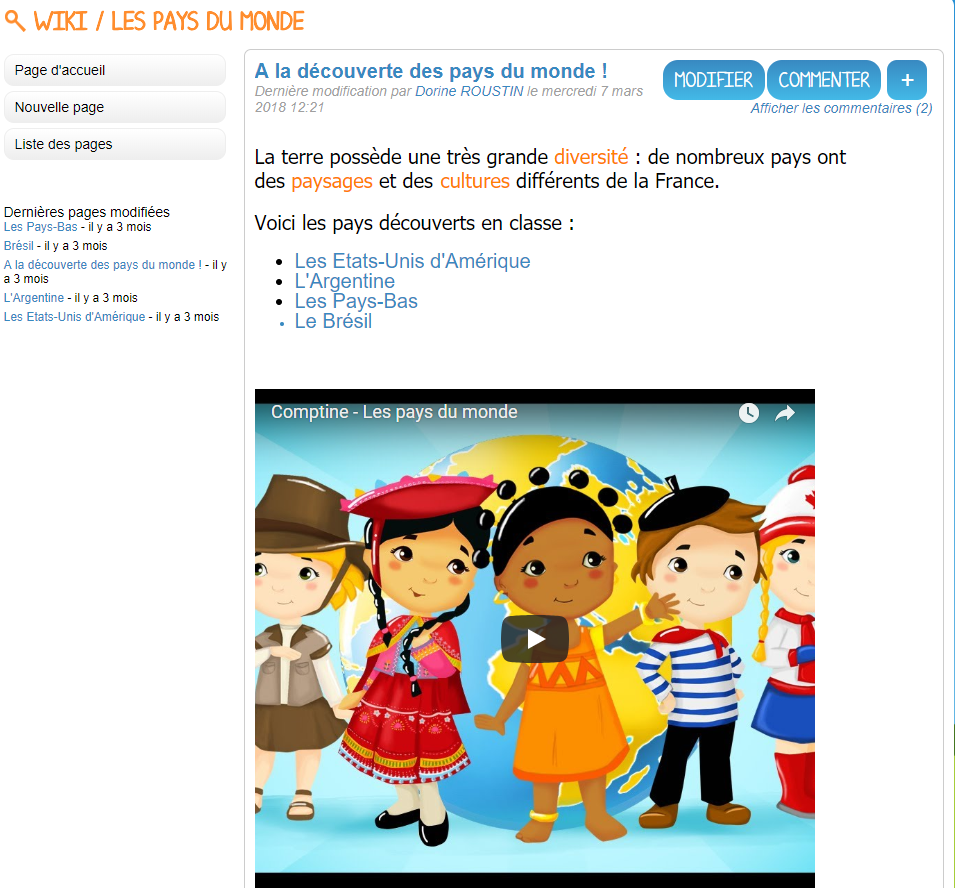 WIKI / LES PAYS DU MONDE
Page d'accueil
Nouvelle page
Liste des pages
Dernières pages modifiées
Les Pays-Bas - il y a 3 mois
Brésil - il y a 3 mois
A la découverte des pays du monde ! - il y
a 3 mois
L'Argentine - il y a 3 mois
Les Etats-Unis d'Amérique - il y a 3 mois
A la découverte des pays du monde !
Dernière modification par Dorine ROUSTIN le mercredi 7 mars
2018 12:21
MODIFIER COMMENTER +
Afficher les commentaires (2)
La terre possède une très grande diversité : de nombreux pays ont
des paysages et des cultures différents de la France.
Voici les pays découverts en classe :
Les Etats-Unis d'Amérique
L'Argentine
Les Pays-Bas
Le Brésil
Comptine - Les pays du monde